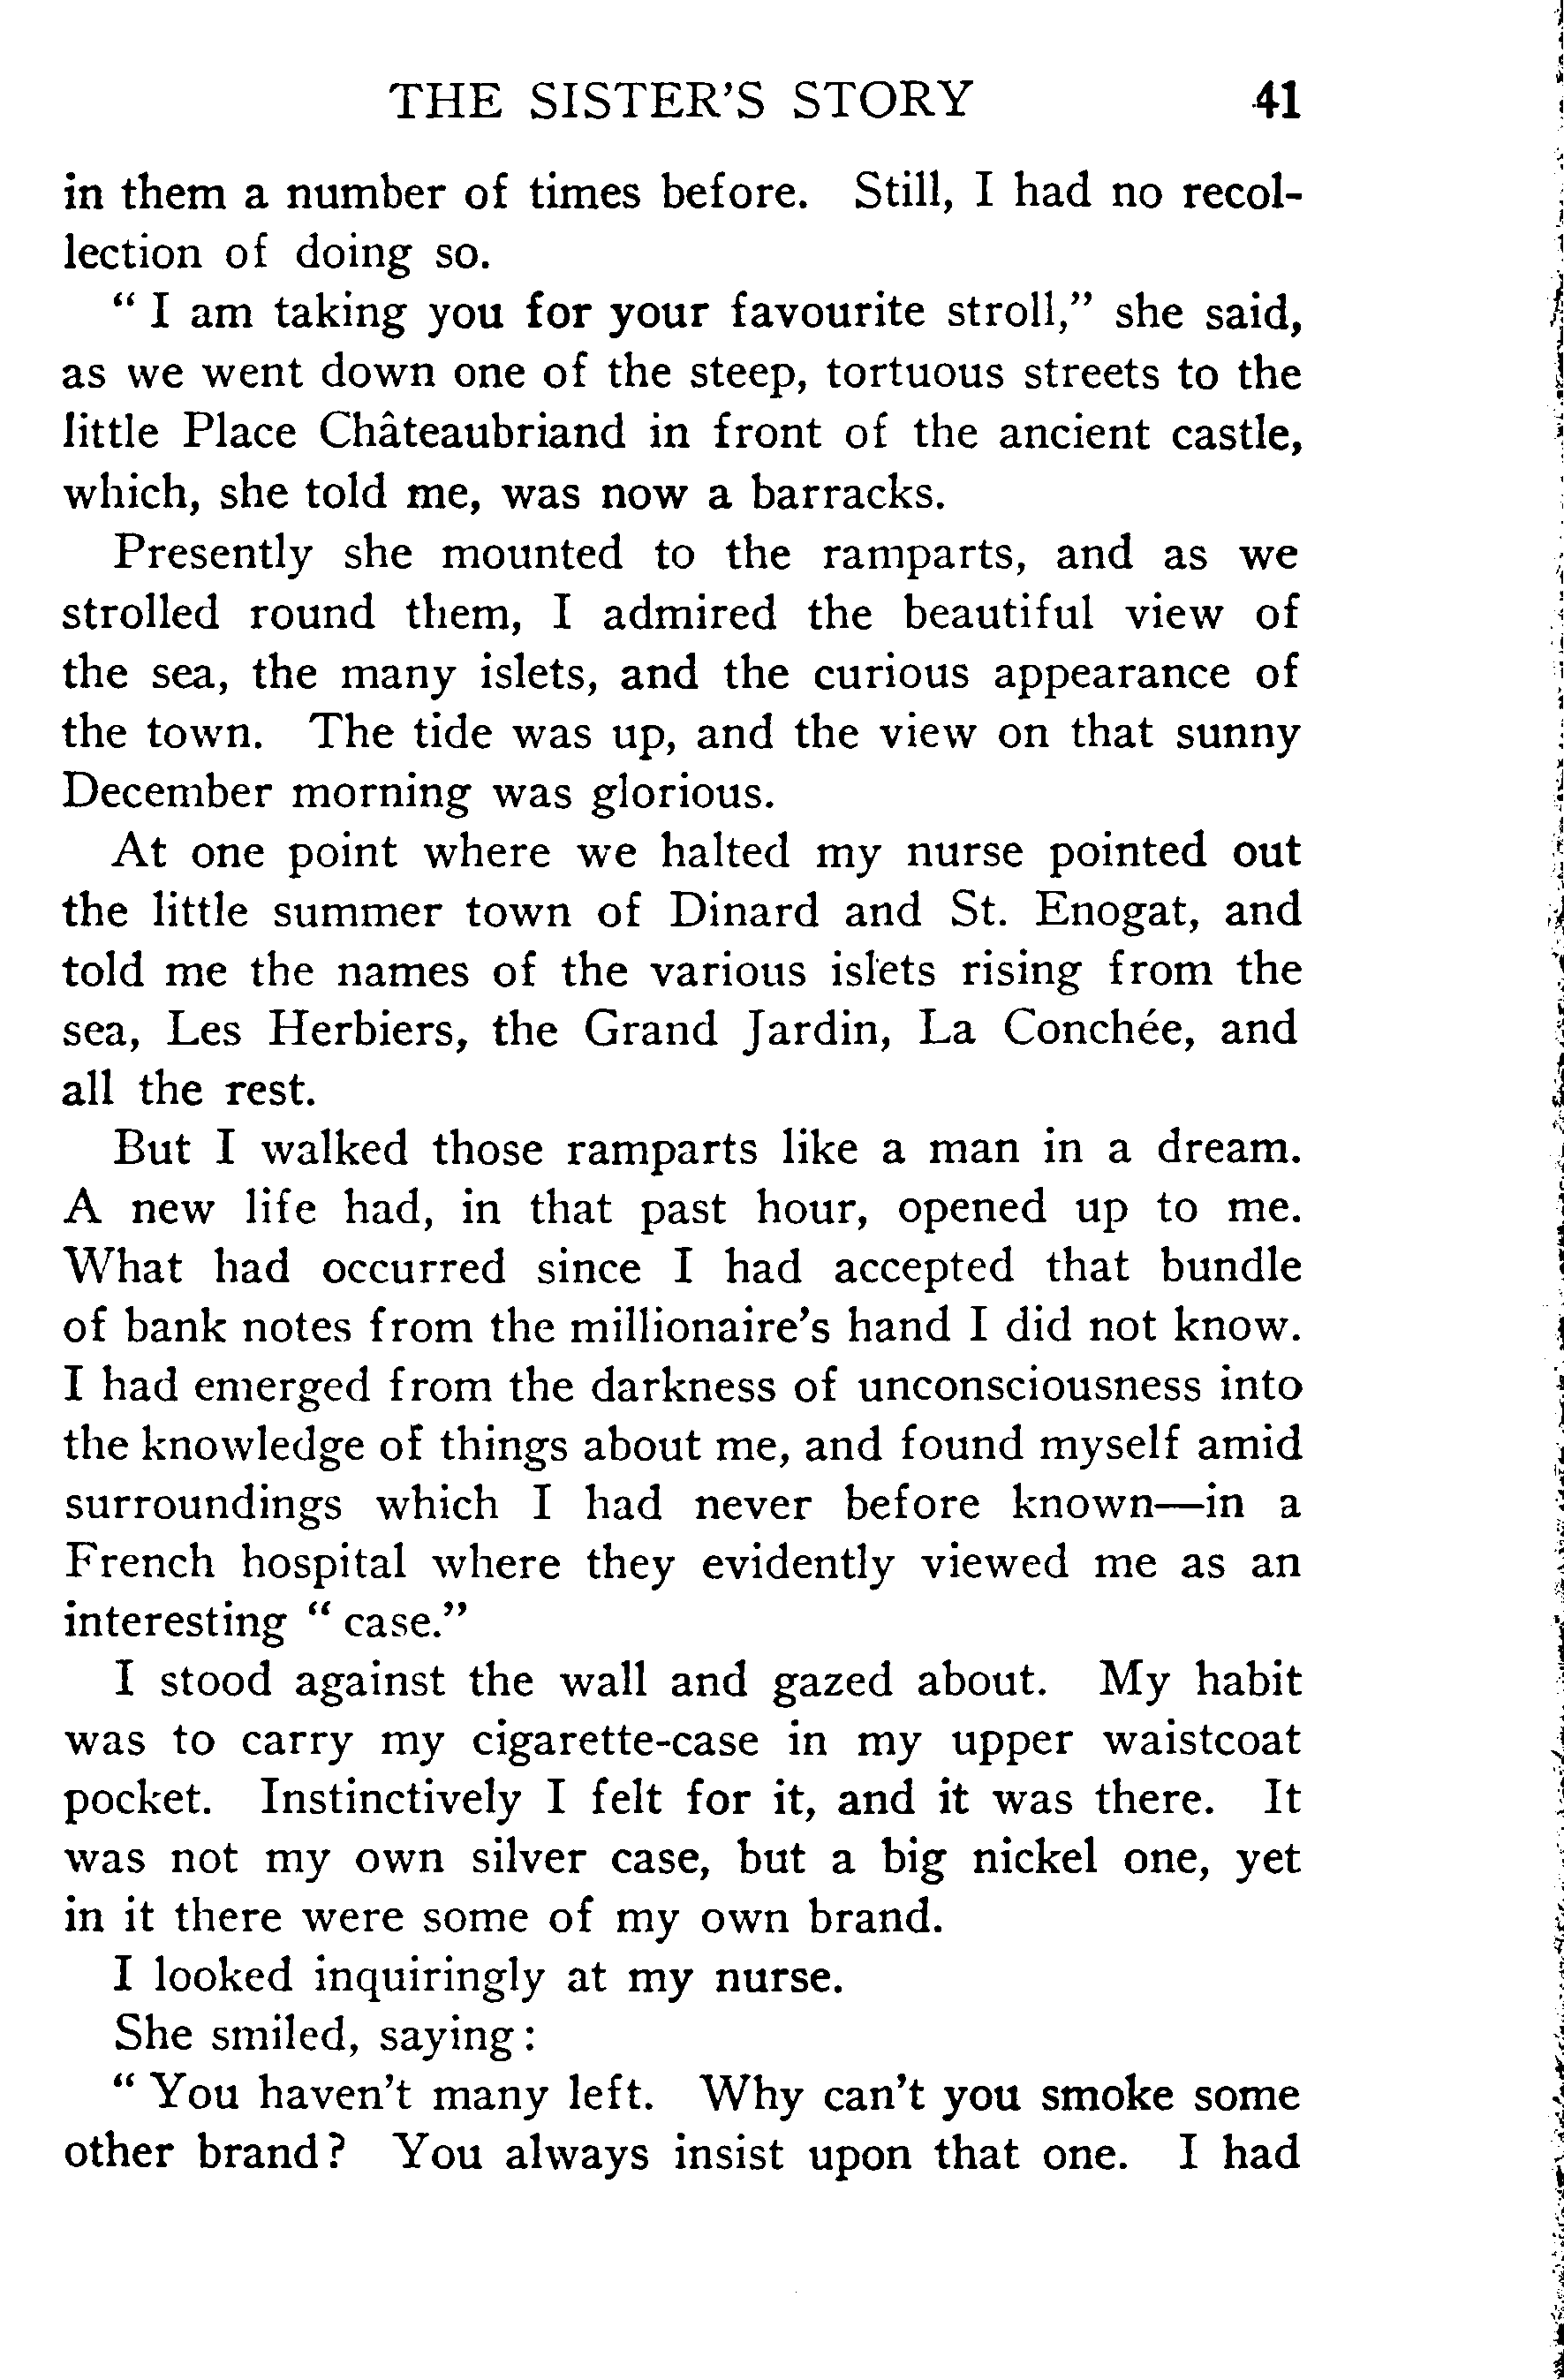 THE SISTER'S STORY 41
in them a number of times before. Still, I had no recol-
lection of doing so.
" I am taking you for your favourite stroll," she said,
as we went down one of the steep, tortuous streets to the
little Place Châteaubriand in front of the ancient castle,
which, she told me, was now a barracks.
Presently she mounted to the ramparts, and as we
strolled round them, I admired the beautiful view of
the sea, the many islets, and the curious appearance of
the town. The tide was up, and the view on that sunny
December morning was glorious.
At one point where we halted my nurse pointed out
the little summer town of Dinard and St. Enogat, and
told me the names of the various islets rising from the
sea, Les Herbiers, the Grand Jardin, La Conchée, and
all the rest.
But I walked those ramparts like a man in a dream.
A new life had, in that past hour, opened up to me.
What had occurred since I had accepted that bundle
of bank notes from the millionaire's hand I did not know.
I had emerged from the darkness of unconsciousness into
the knowledge of things about me, and found myself amid
surroundings which I had never before known—in a
French hospital where they evidently viewed me as an
interesting " case."
I stood against the wall and gazed about. My habit
was to carry my cigarette-case in my upper waistcoat
pocket. Instinctively I felt for it, and it was there. It
was not my own silver case, but a big nickel one, yet
in it there were some of my own brand.
I looked inquiringly at my nurse.
She smiled, saying:
" You haven't many left. Why can't you smoke some
other brand? You always insist upon that one. I had